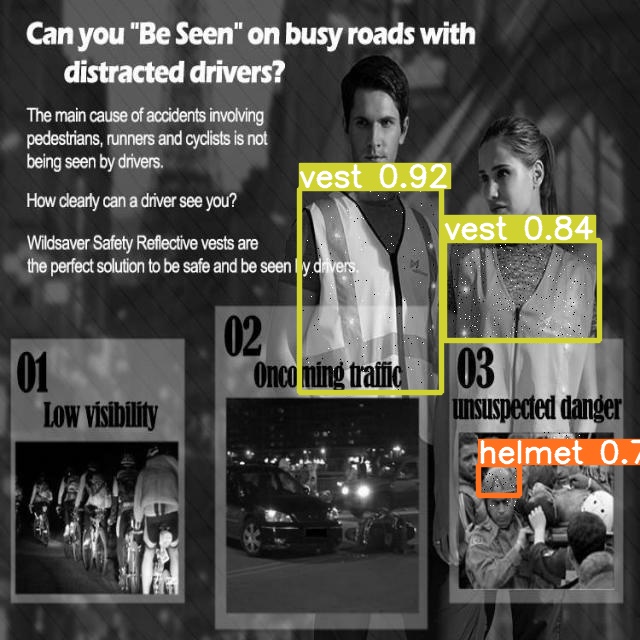 Can you "Be Seen" on busy roads with
distracted drivers?
The main cause of accidents involving
pedestrians, runners and cyclists is not
being seen by drivers.
How clearly can a driver see you?
Wildsaver Safety Reflective vests are
the perfect solution to be safe and be seen by drivers.
vest 0.92
vest 0.84
01
Low visibility
02
Oncoming traffic
03
unsuspected danger
helmet 0.7